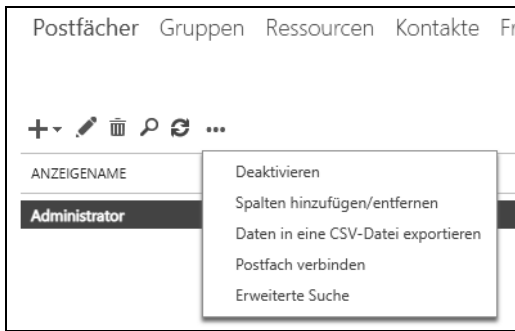 Postfächer Gruppen Ressourcen Kontakte
ANZEIGENAME
Administrator
Deaktivieren
Spalten hinzufügen/entfernen
Daten in eine CSV-Datei exportieren
Postfach verbinden
Erweiterte Suche